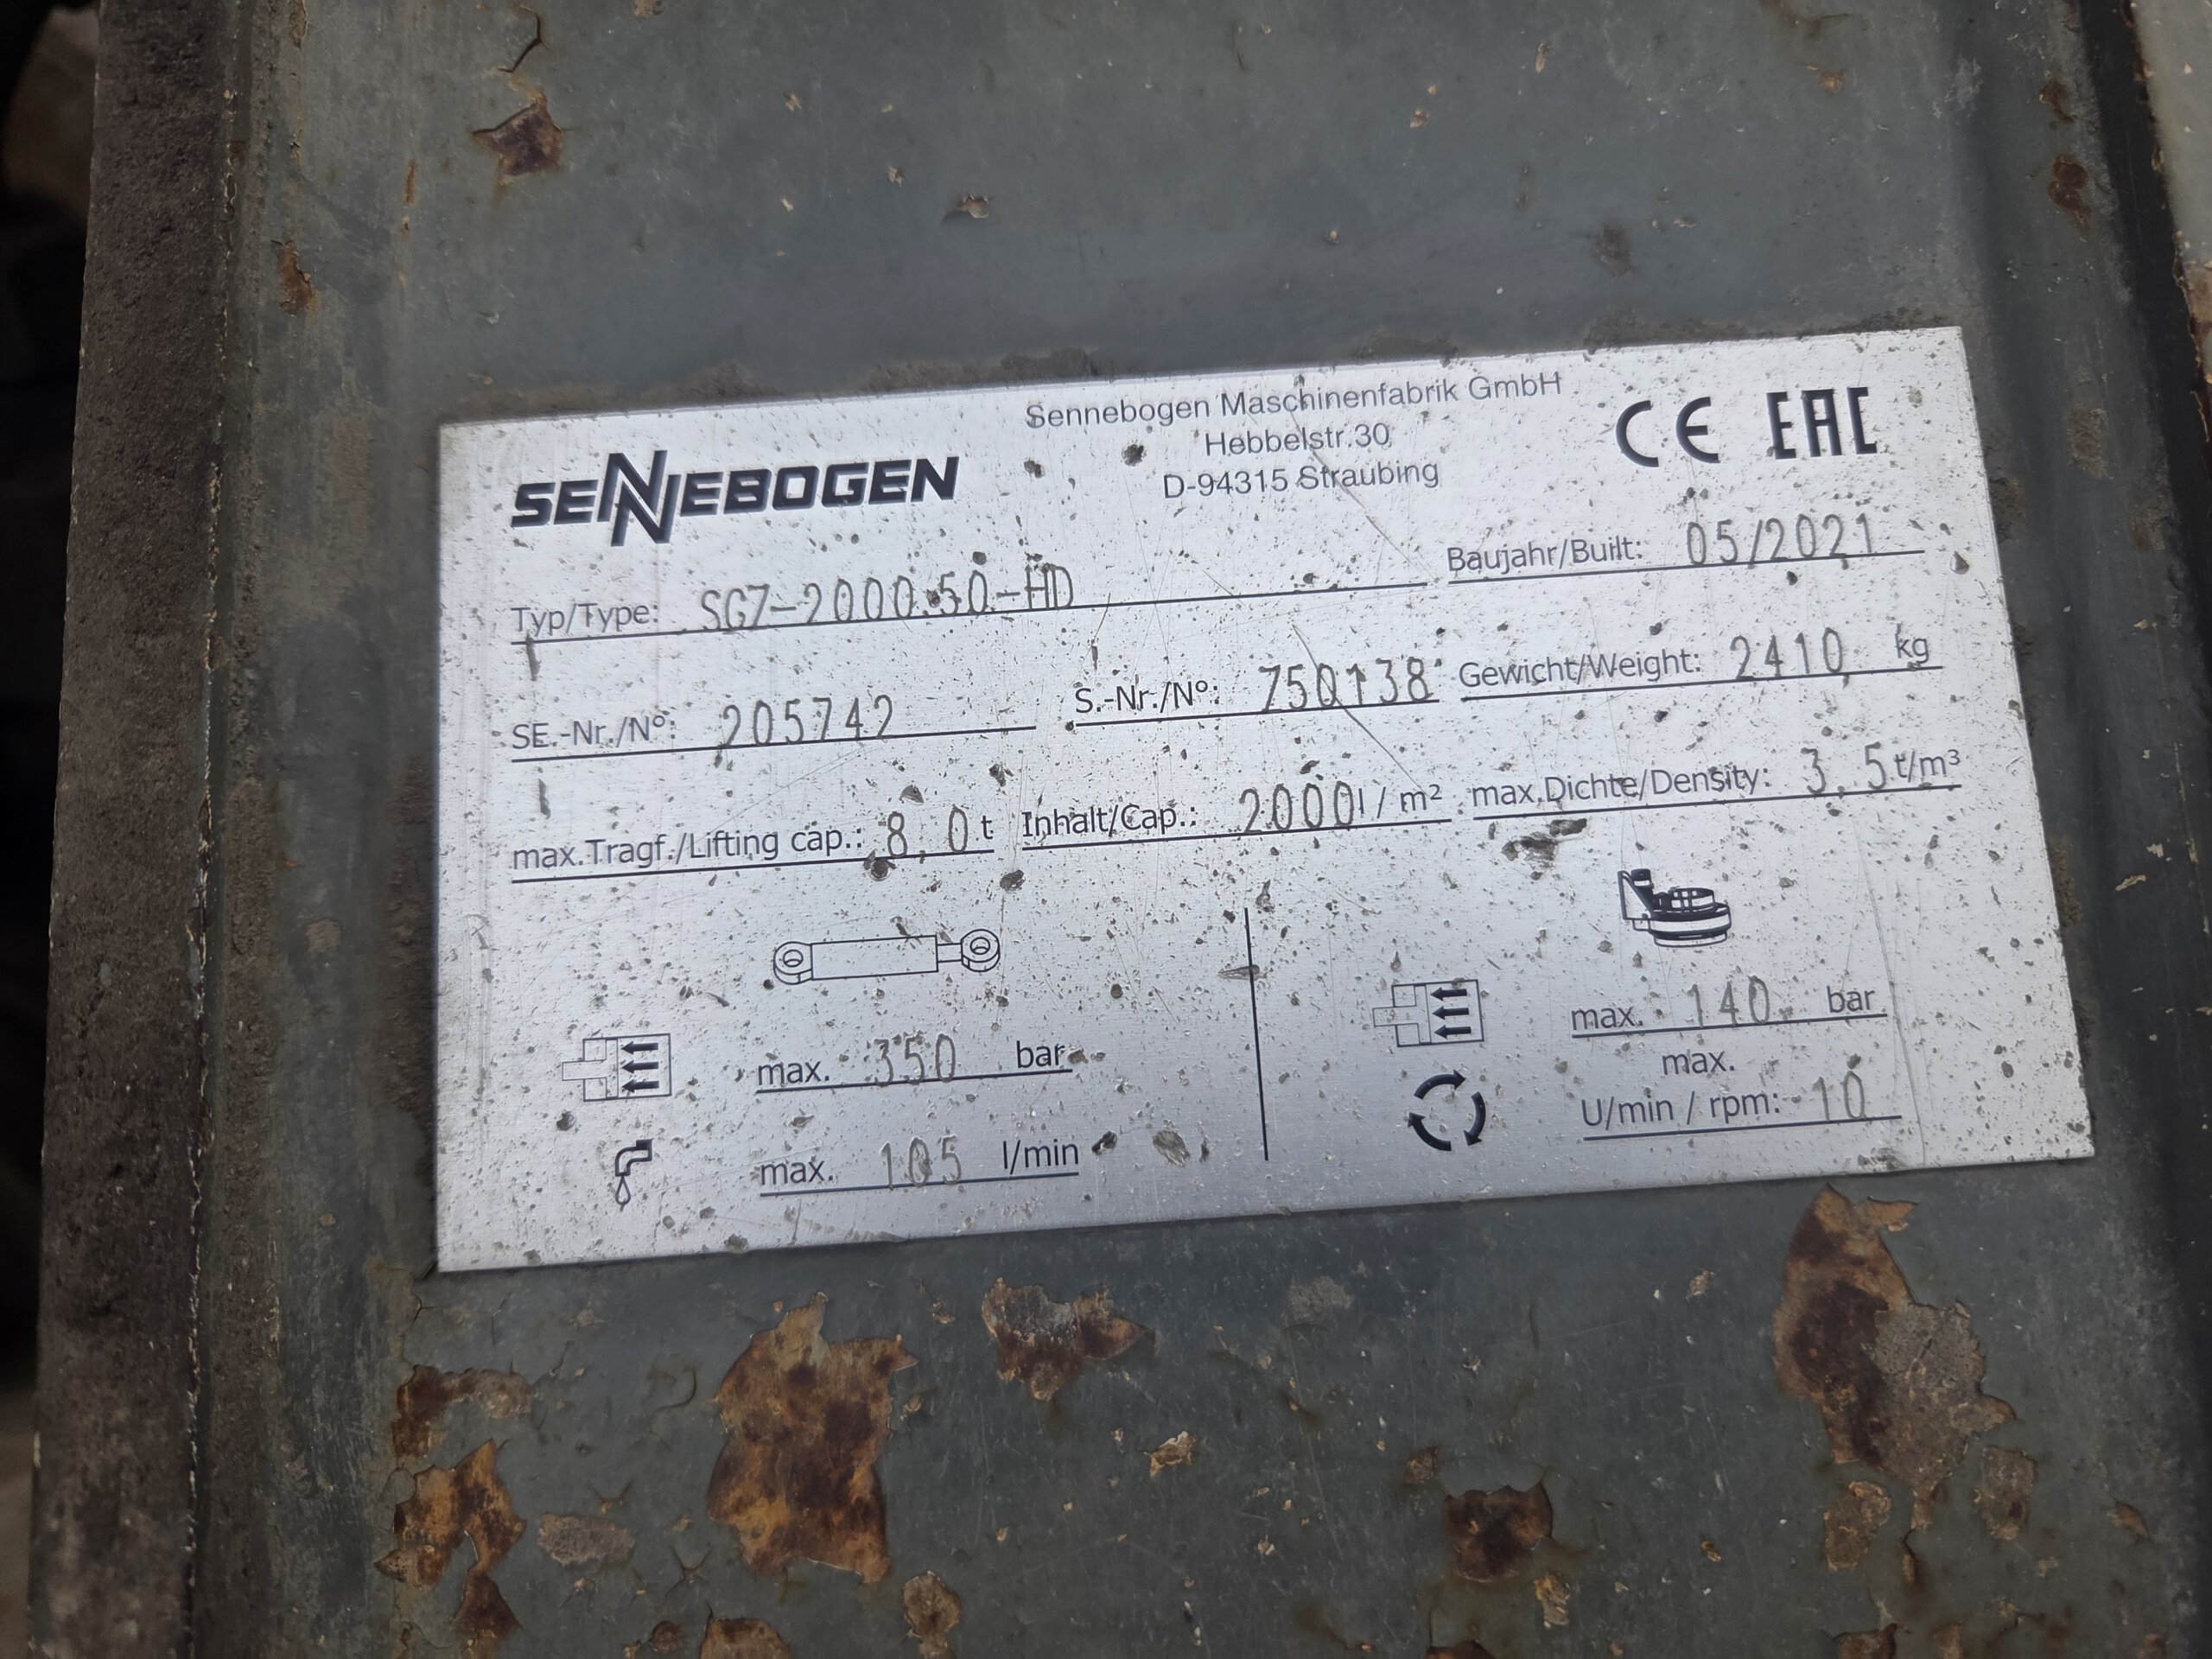 SENNEBOGEN
Sennebogen Maschinenfabrik GmbH
Hebbelstr.30
D-94315 Straubing
CE EAC
Typ/Type: SG7-2000.50-HD Baujahr/Built: 05/2021
SE.-Nr./N°: 205742 S.-Nr./N°: 750138 Gewicht/Weight: 2410 kg
max.Tragf./Lifting cap.: 8,0 t Inhalt/Cap.: 2000 l / m² max.Dichte/Density: 3,5 t/m³
max. 350 bar
max. 105 l/min
max. 140 bar
max.
U/min / rpm: 10